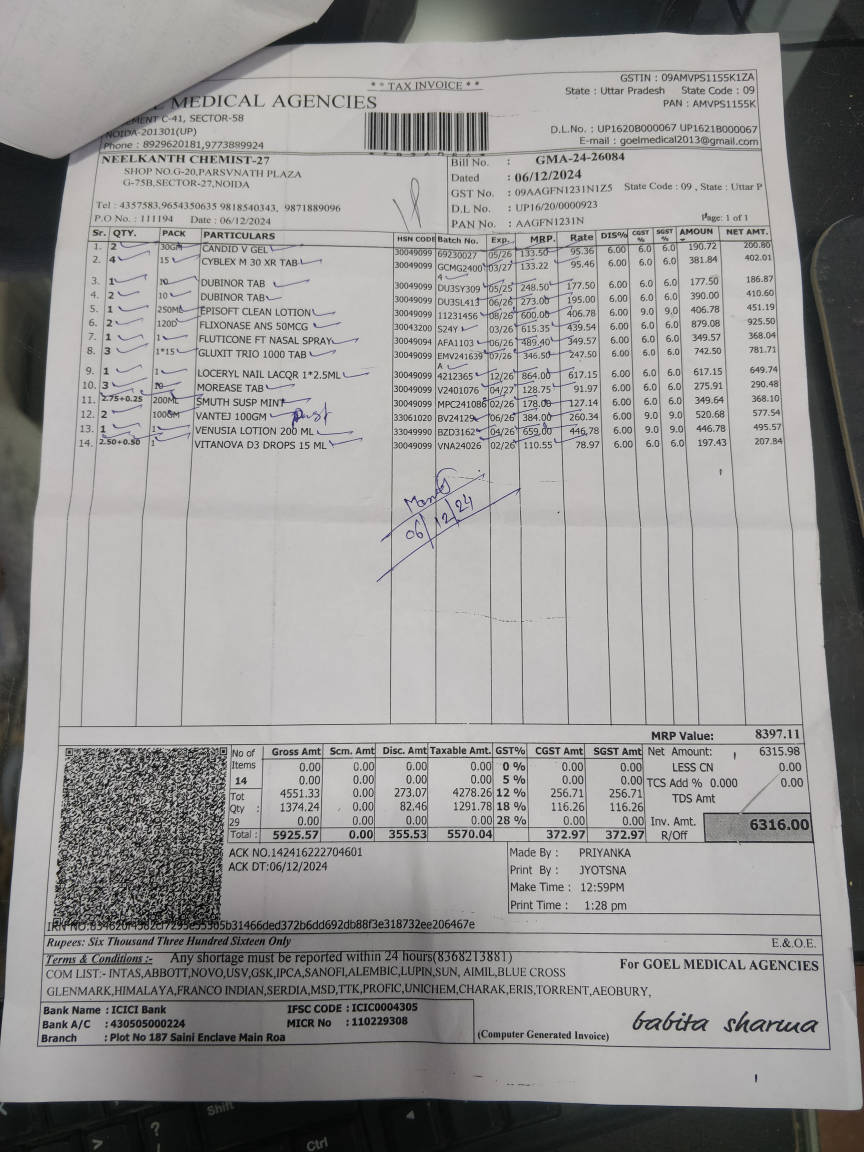 * * TAX INVOICE * *
GSTIN : 09AMVPS1155K1ZA
State : Uttar Pradesh State Code : 09
PAN : AMVPS1155K
MEDICAL AGENCIES
C-41, SECTOR-58
NOIDA-201301(UP)
Phone : 8929620181,9773889924
D.L.No. : UP1620B000067 UP1621B000067
E-mail : goelmedical2013@gmail.com
NEELKANTH CHEMIST-27
SHOP NO.G-20,PARSVNATH PLAZA
G-75B,SECTOR-27,NOIDA
Tel : 4357583,9654350635 9818540343, 9871889096
P.O No. : 111194 Date : 06/12/2024
Bill No. : GMA-24-26084
Dated : 06/12/2024
GST No. : 09AAGFN1231N1Z5 State Code : 09 , State : Uttar P
D.L No. : UP16/20/0000923
PAN No. : AAGFN1231N
Page: 1 of 1
Sr. QTY. PACK PARTICULARS HSN CODE Batch No. Exp. MRP. Rate DIS% CGST % SGST % AMOUN NET AMT.
1. 2 30GM CANDID V GEL 30049099 69230027 05/26 133.50 95.36 6.00 6.0 6.0 190.72 200.80
2. 4 15 CYBLEX M 30 XR TAB 30049099 GCMG2400 03/27 133.22 95.46 6.00 6.0 6.0 381.84 402.01
4
3. 1 10 DUBINOR TAB 30049099 DU3SY309 05/25 248.50 177.50 6.00 6.0 6.0 177.50 186.87
4. 2 10 DUBINOR TAB 30049099 DU3SL413 06/26 273.00 195.00 6.00 6.0 6.0 390.00 410.60
5. 1 250ML EPISOFT CLEAN LOTION 30049099 11231456 08/26 600.00 406.78 6.00 9.0 9.0 406.78 451.19
6. 2 120D FLIXONASE ANS 50MCG 30043200 S24Y 03/26 615.35 439.54 6.00 6.0 6.0 879.08 925.50
7. 1 1 FLUTICONE FT NASAL SPRAY 30049094 AFA1103 06/26 489.40 349.57 6.00 6.0 6.0 349.57 368.04
8. 3 1*15 GLUXIT TRIO 1000 TAB 30049099 EMV241639 07/26 346.50 247.50 6.00 6.0 6.0 742.50 781.71
A
9. 1 1 LOCERYL NAIL LACQR 1*2.5ML 30049099 4212365 12/26 864.00 617.15 6.00 6.0 6.0 617.15 649.74
10. 3 10 MOREASE TAB 30049099 V2401076 04/27 128.75 91.97 6.00 6.0 6.0 275.91 290.48
11. 2.75+0.25 200ML SMUTH SUSP MINT 30049099 MPC241086 02/26 178.00 127.14 6.00 6.0 6.0 349.64 368.10
12. 2 100GM VANTEJ 100GM past 33061020 BV24129 06/26 384.00 260.34 6.00 9.0 9.0 520.68 577.54
13. 1 1 VENUSIA LOTION 200 ML 33049990 BZD3162 04/26 659.00 446.78 6.00 9.0 9.0 446.78 495.57
14. 2.50+0.50 1 VITANOVA D3 DROPS 15 ML 30049099 VNA24026 02/26 110.55 78.97 6.00 6.0 6.0 197.43 207.84
06/12/24
MRP Value: 8397.11
No of Items 14 Tot Qty : 29
Gross Amt Scm. Amt Disc. Amt Taxable Amt. GST% CGST Amt SGST Amt
0.00 0.00 0.00 0.00 0 % 0.00 0.00
0.00 0.00 0.00 0.00 5 % 0.00 0.00
4551.33 0.00 273.07 4278.26 12 % 256.71 256.71
1374.24 0.00 82.46 1291.78 18 % 116.26 116.26
0.00 0.00 0.00 0.00 28 % 0.00 0.00
Total : 5925.57 0.00 355.53 5570.04 372.97 372.97
Net Amount: 6315.98
LESS CN 0.00
TCS Add % 0.000 0.00
TDS Amt
Inv. Amt. 6316.00
R/Off
ACK NO.142416222704601
ACK DT:06/12/2024
Made By : PRIYANKA
Print By : JYOTSNA
Make Time : 12:59PM
Print Time : 1:28 pm
Rupees: Six Thousand Three Hundred Sixteen Only E.& O.E.
Terms & Conditions :- Any shortage must be reported within 24 hours(8368213881)
COM LIST:- INTAS,ABBOTT,NOVO,USV,GSK,IPCA,SANOFI,ALEMBIC,LUPIN,SUN, AIMIL,BLUE CROSS
GLENMARK,HIMALAYA,FRANCO INDIAN,SERDIA,MSD,TTK,PROFIC,UNICHEM,CHARAK,ERIS,TORRENT,AEOBURY,
For GOEL MEDICAL AGENCIES
Bank Name : ICICI Bank IFSC CODE : ICIC0004305
Bank A/C : 430505000224 MICR No : 110229308
Branch : Plot No 187 Saini Enclave Main Roa
(Computer Generated Invoice)
babita sharma
Shift
?
Ctrl